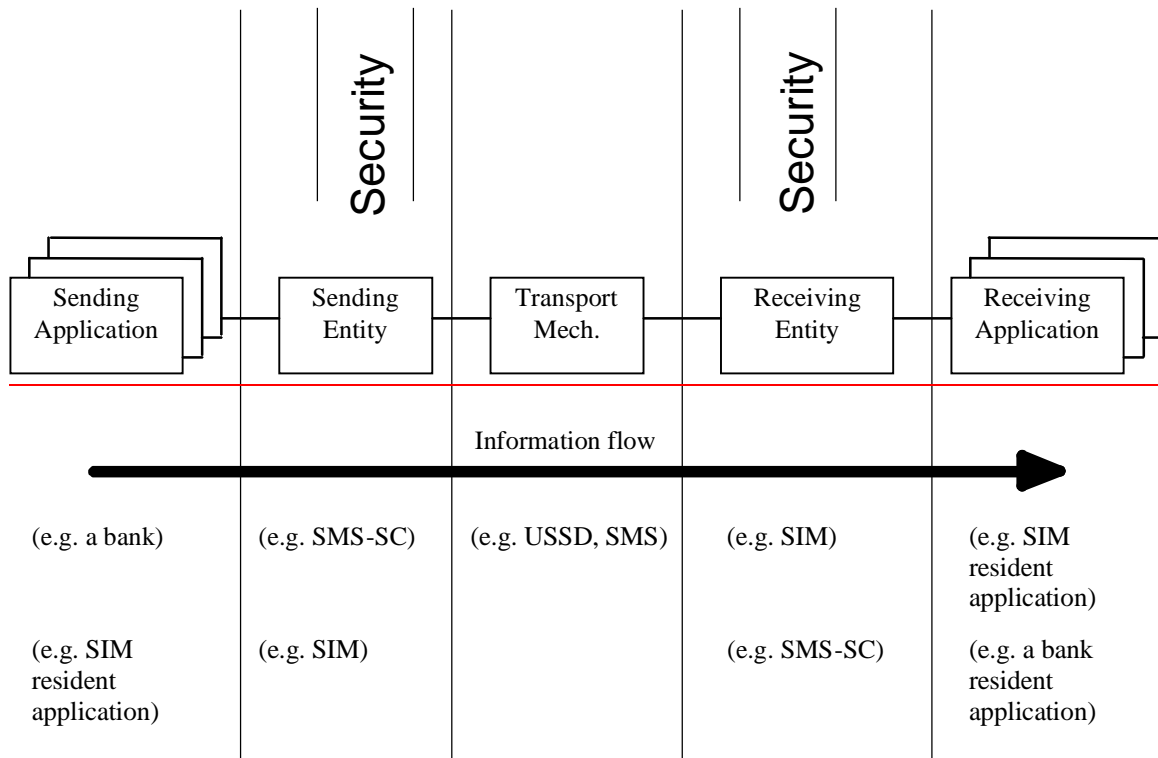 Security
Security
Sending
Application
Sending
Entity
Transport
Mech.
Receiving
Entity
Receiving
Application
Information flow
(e.g. a bank)
(e.g. SMS-SC)
(e.g. USSD, SMS)
(e.g. SIM)
(e.g. SIM
resident
application)
(e.g. SIM
resident
application)
(e.g. SIM)
(e.g. SMS-SC)
(e.g. a bank
resident
application)